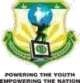 POWERING THE YOUTH
EMPOWERING THE NATION